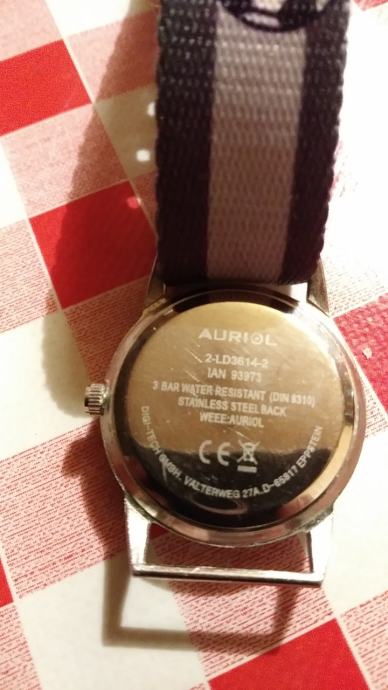 AURIOL
2-LD3614-2
IAN 93973
3 BAR WATER RESISTANT (DIN 8310)
STAINLESS STEEL BACK
WEEE:AURIOL
CE
DIGI-TECH GMBH. VALTERWEG 27A.D-65817 EPPSTEIN